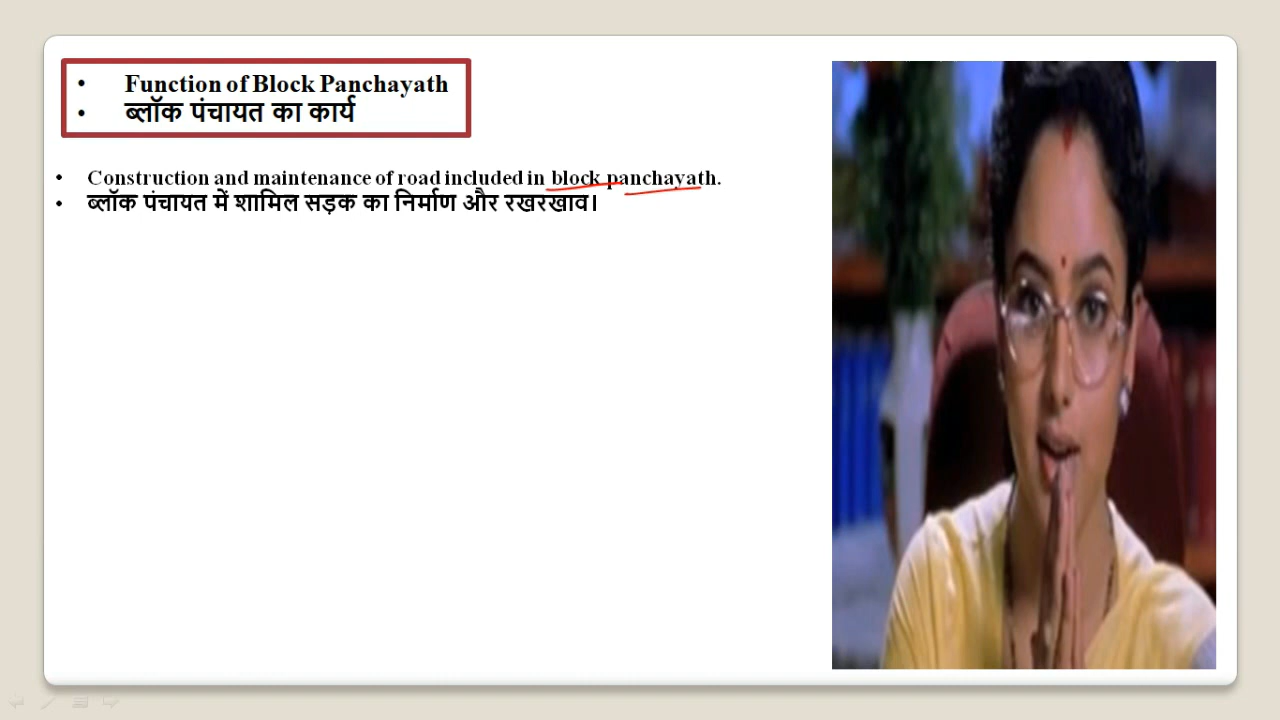 • Function of Block Panchayath
• ब्लॉक पंचायत का कार्य
• Construction and maintenance of road included in block panchayath.
• ब्लॉक पंचायत में शामिल सड़क का निर्माण और रखरखाव।